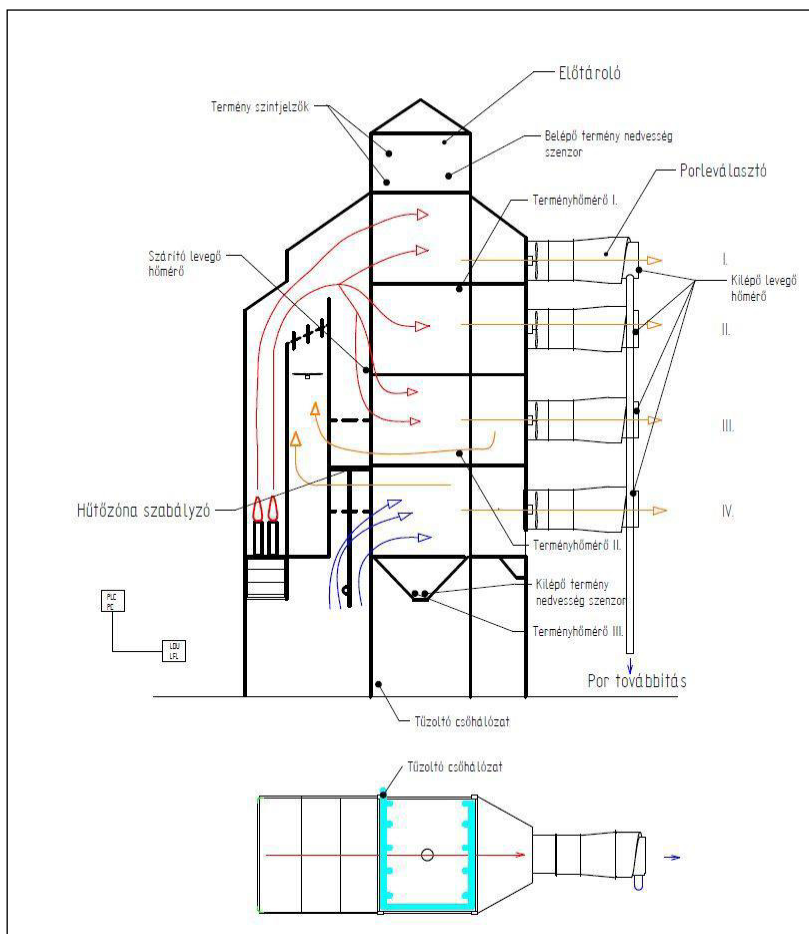 Előtároló
Termény szintjelzők
Belépő termény nedvesség
szenzor
Porleválasztó
Terményhőmérő I.
Szárító levegő
hőmérő
I.
Kilépő levegő
hőmérő
II.
III.
Hűtőzóna szabályzó
IV.
Terményhőmérő II.
Kilépő termény
nedvesség szenzor
PLC
PC
Terményhőmérő III.
LDU
LFL
Por továbbítás
Tűzoltó csőhálózat
Tűzoltó csőhálózat